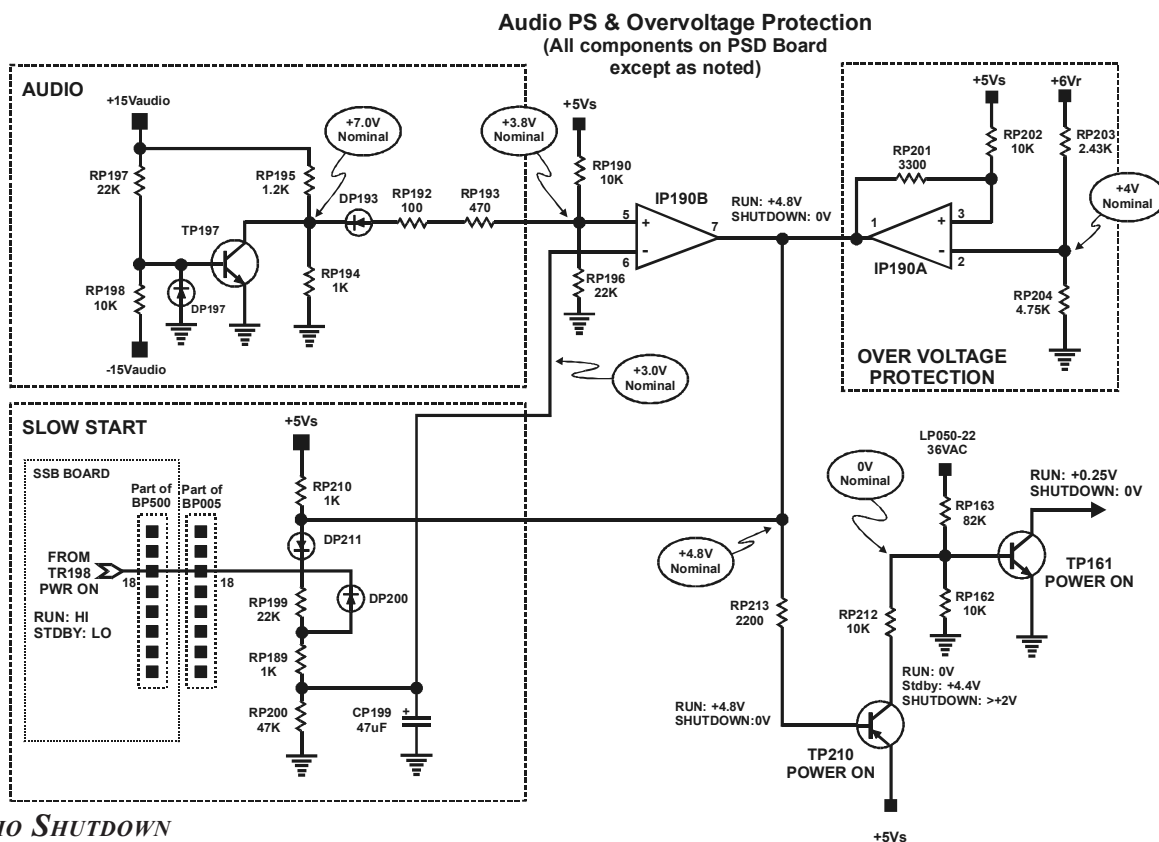 Audio PS & Overvoltage Protection
(All components on PSD Board
except as noted)
AUDIO
+15Vaudio
RP197
22K
RP195
1.2K
+7.0V
Nominal
DP193
RP192
100
RP193
470
TP197
RP198
10K
DP197
RP194
1K
-15Vaudio
+3.8V
Nominal
+5Vs
RP190
10K
IP190B
5
+
-
6
7
RP196
22K
RUN: +4.8V
SHUTDOWN: 0V
+3.0V
Nominal
+5Vs
+6Vr
RP202
10K
RP203
2.43K
RP201
3300
+4V
Nominal
1
3
+
-
2
IP190A
RP204
4.75K
OVER VOLTAGE
PROTECTION
SLOW START
+5Vs
SSB BOARD
Part of
BP500
Part of
BP005
RP210
1K
DP211
FROM
TR198
PWR ON
18
18
RUN: HI
STDBY: LO
RP199
22K
DP200
RP189
1K
RP200
47K
CP199
47uF
+
+4.8V
Nominal
0V
Nominal
LP050-22
36VAC
RP163
82K
RUN: +0.25V
SHUTDOWN: 0V
TP161
POWER ON
RP213
2200
RP212
10K
RP162
10K
RUN: +4.8V
SHUTDOWN:0V
RUN: 0V
Stdby: +4.4V
SHUTDOWN: >+2V
TP210
POWER ON
+5Vs
IO SHUTDOWN